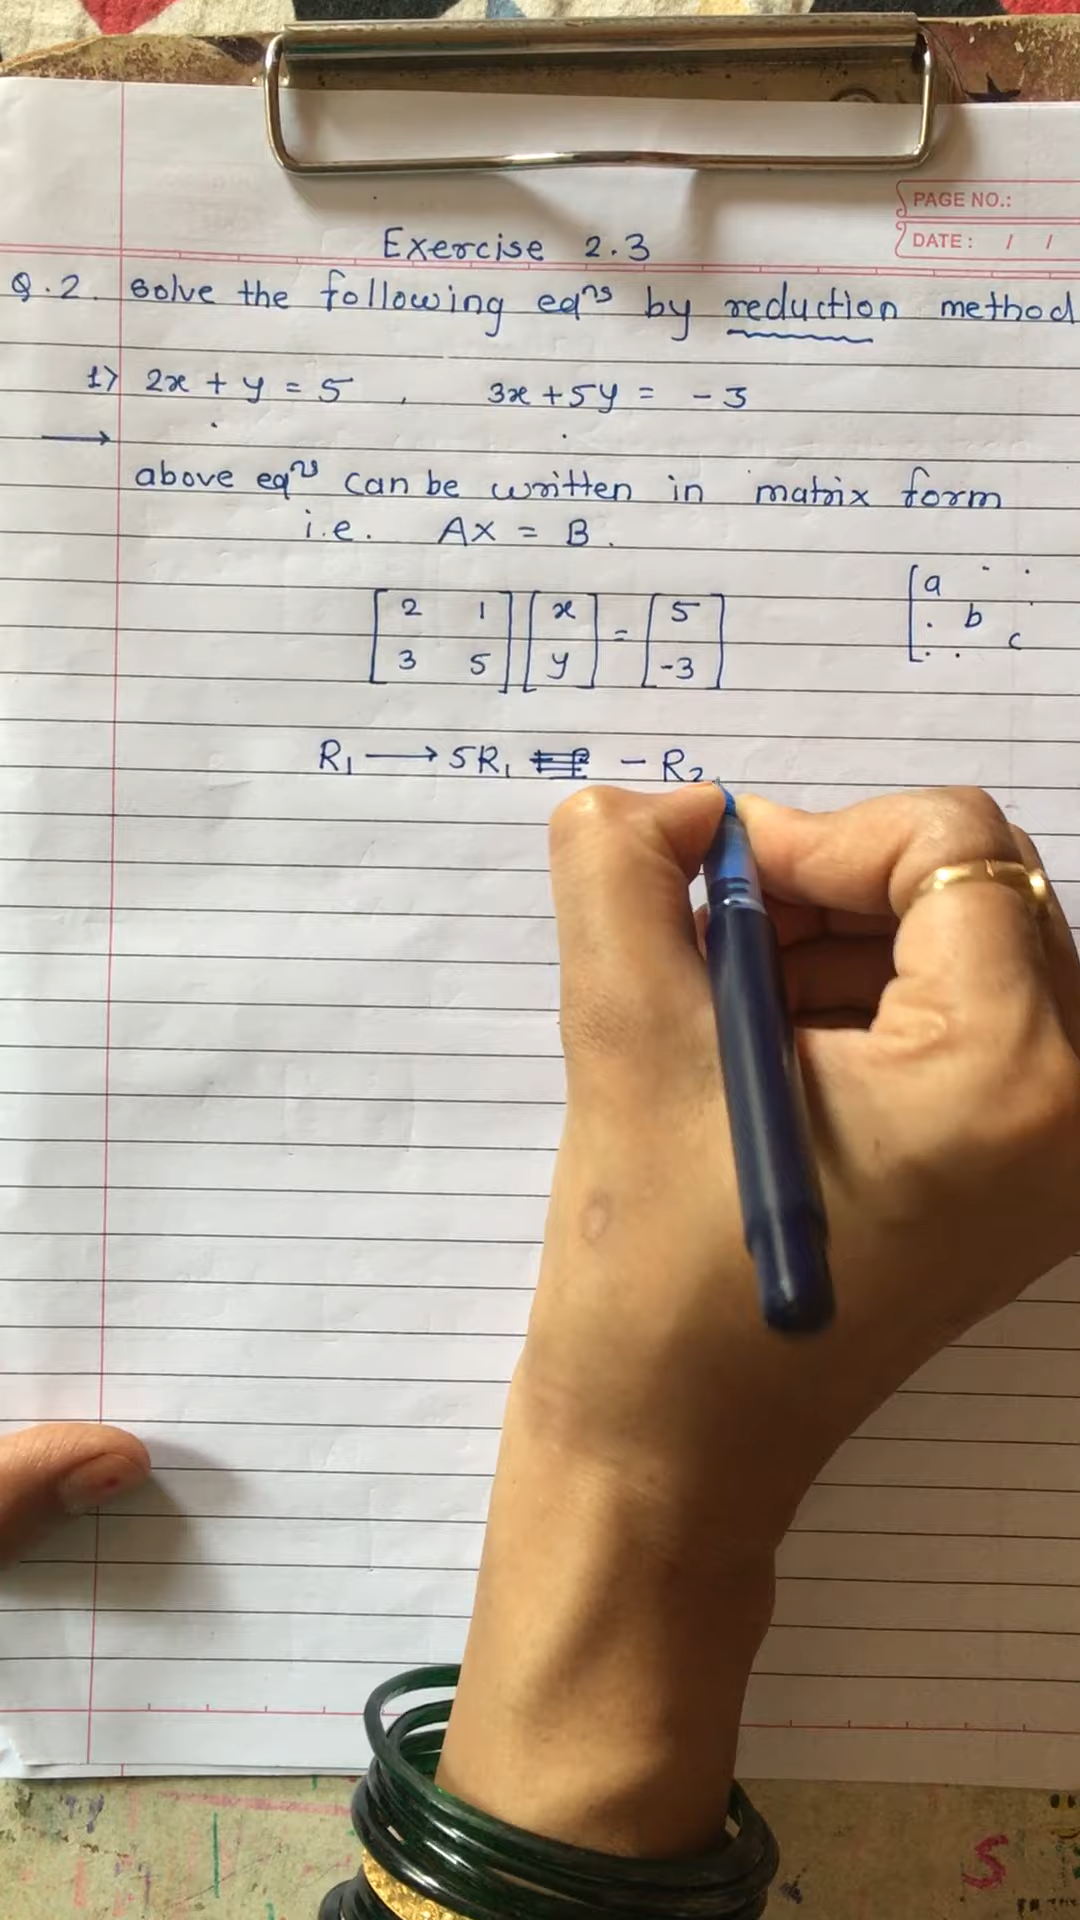 PAGE NO.:
DATE: / /
Exercise 2.3
Q.2. solve the following eqns by reduction method
1) 2x + y = 5 , 3x + 5y = -3
→ above eqns can be written in matrix form
i.e. AX = B.
[2 1] [x] = [5]
[3 5] [y] [-3]
[a . .
. b .
. . c
R₁ → 5R₁ - R₂
S